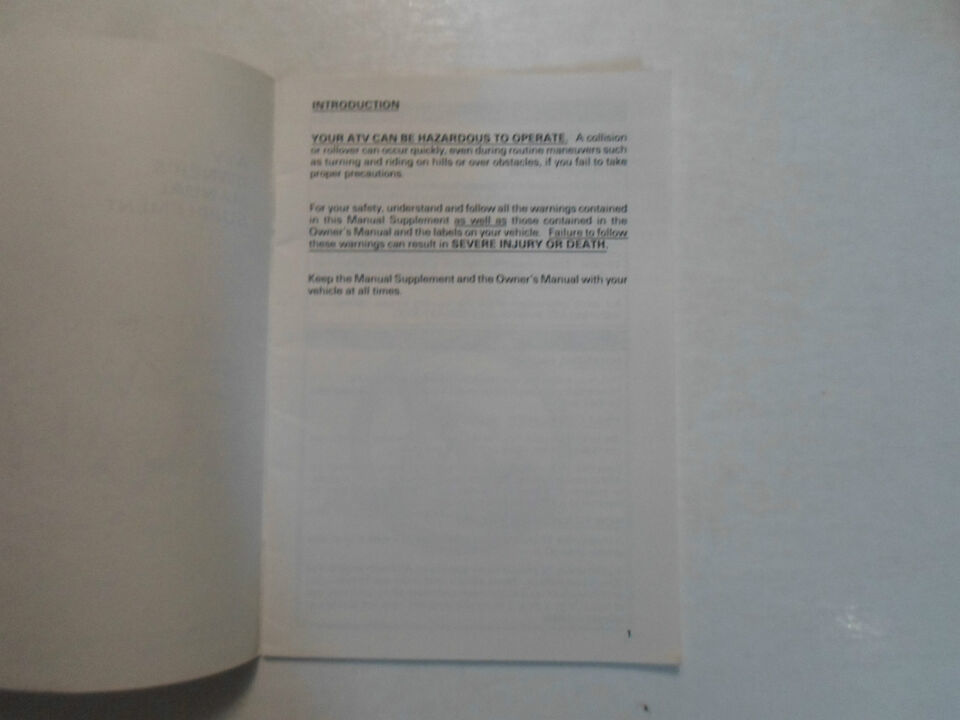 INTRODUCTION
YOUR ATV CAN BE HAZARDOUS TO OPERATE. A collision
or rollover can occur quickly, even during routine maneuvers such
as turning and riding on hills or over obstacles, if you fail to take
proper precautions.
For your safety, understand and follow all the warnings contained
in this Manual Supplement as well as those contained in the
Owner's Manual and the labels on your vehicle. Failure to follow
these warnings can result in SEVERE INJURY OR DEATH.
Keep the Manual Supplement and the Owner's Manual with your
vehicle at all times.
1